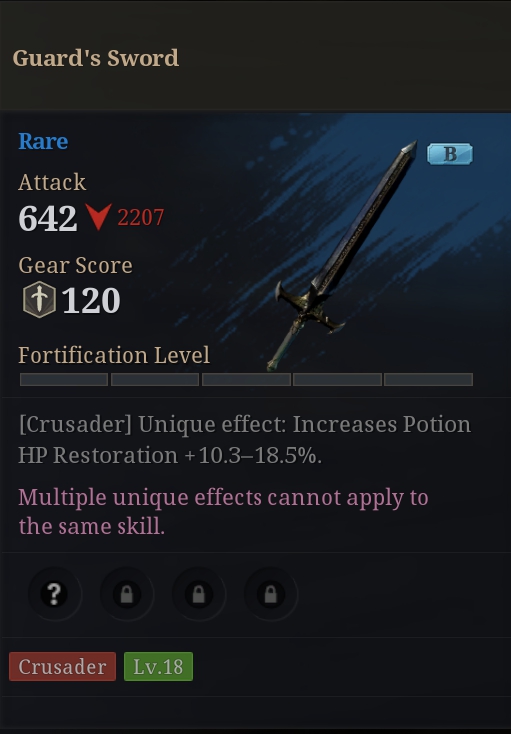 Guard's Sword
Rare
B
Attack
642 2207
Gear Score
120
Fortification Level
[Crusader] Unique effect: Increases Potion
HP Restoration +10.3–18.5%.
Multiple unique effects cannot apply to
the same skill.
?
Crusader Lv.18